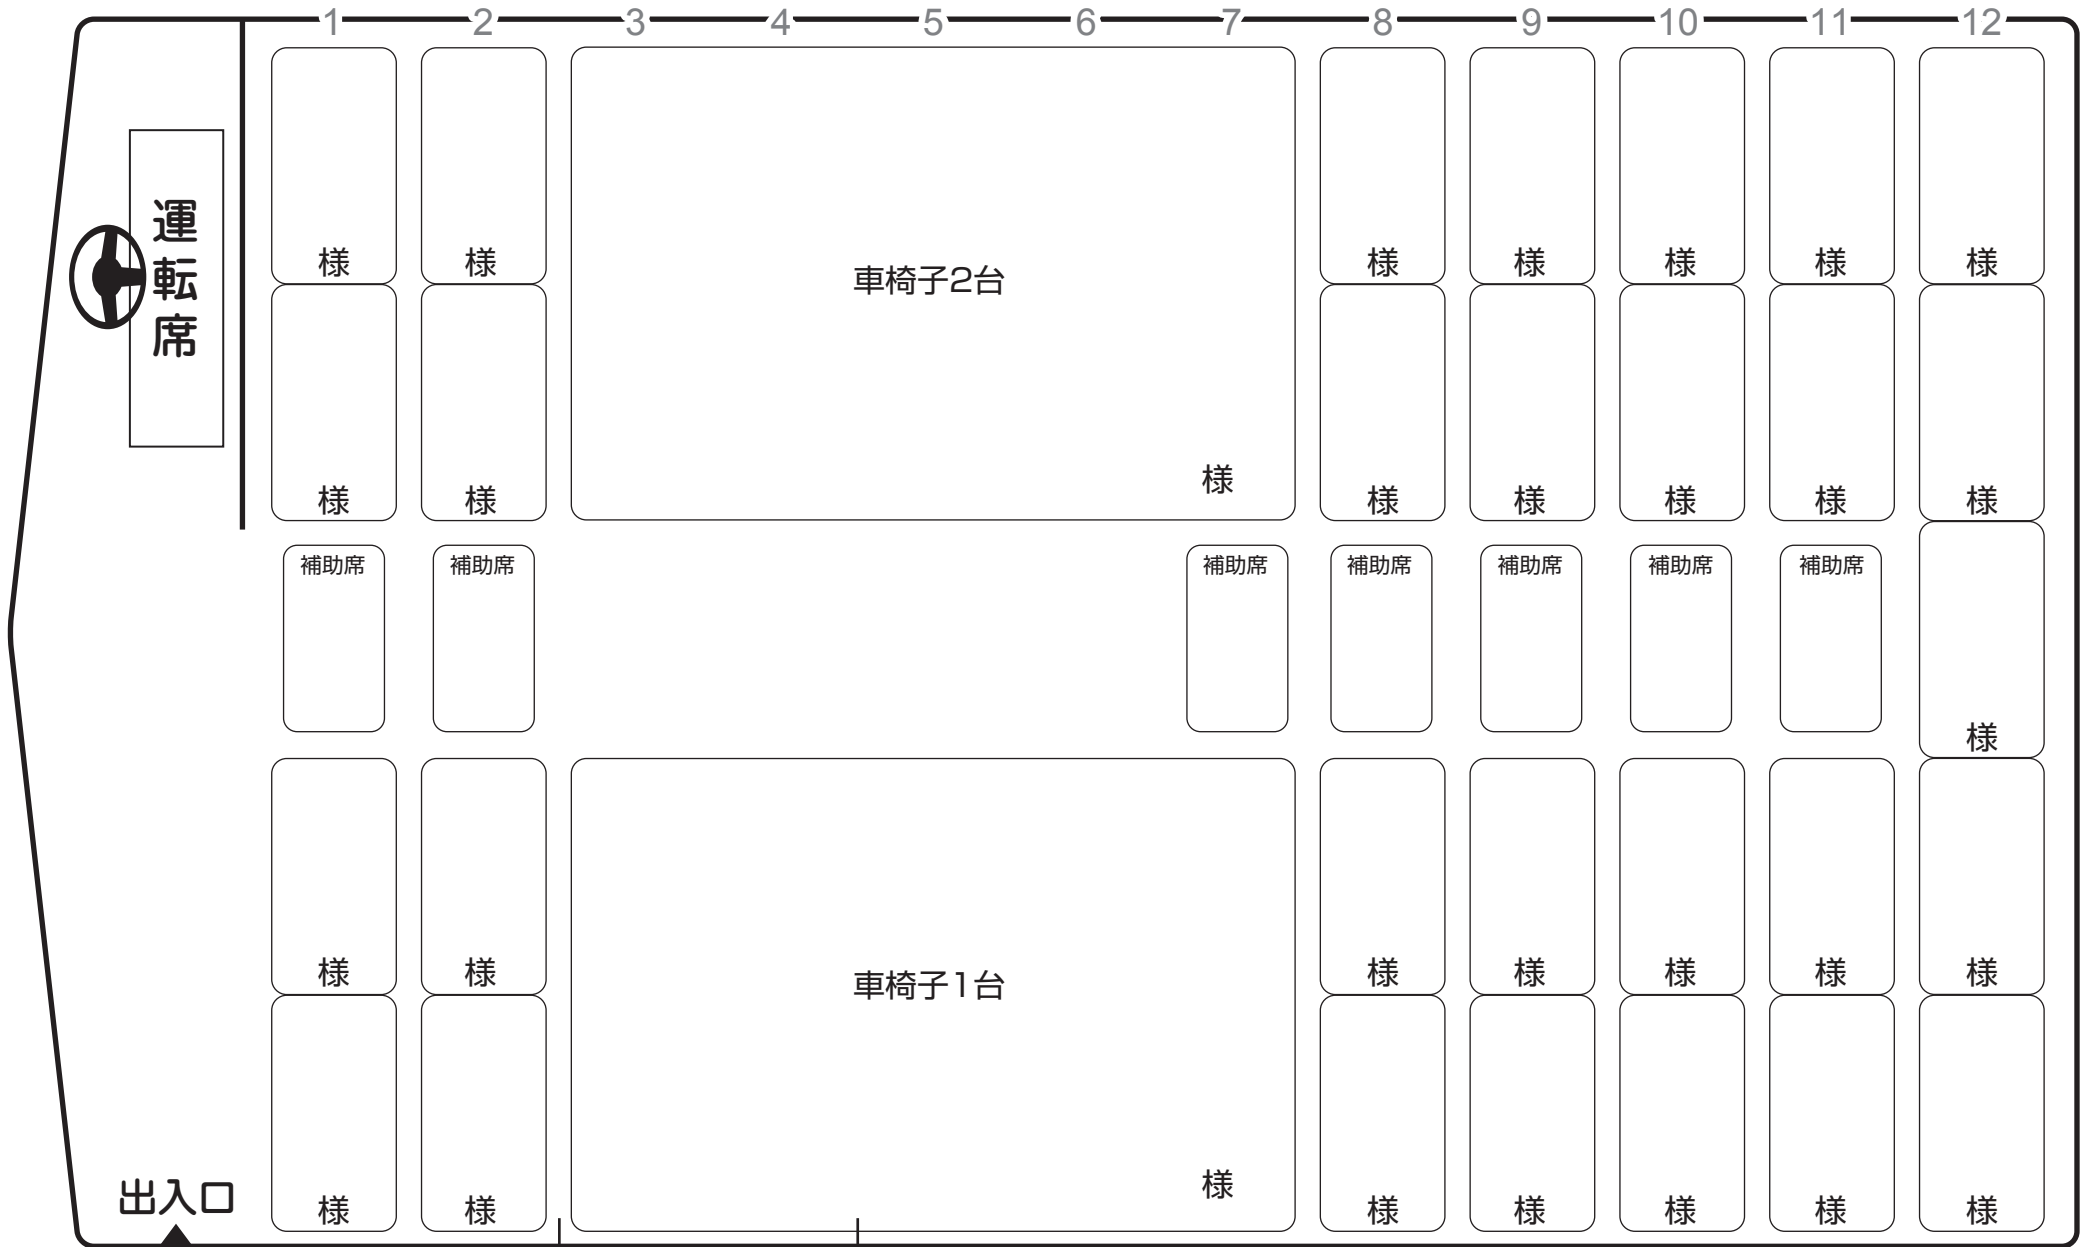 1 2 3 4 5 6 7 8 9 10 11 12
運転席
様 様 様 様 様 様 様
車椅子2台
様
様 様 様 様 様 様 様
補助席 補助席 補助席 補助席 補助席 補助席 補助席
様
様 様 様 様 様 様 様
車椅子1台
様
出入口
様 様 様 様 様 様 様